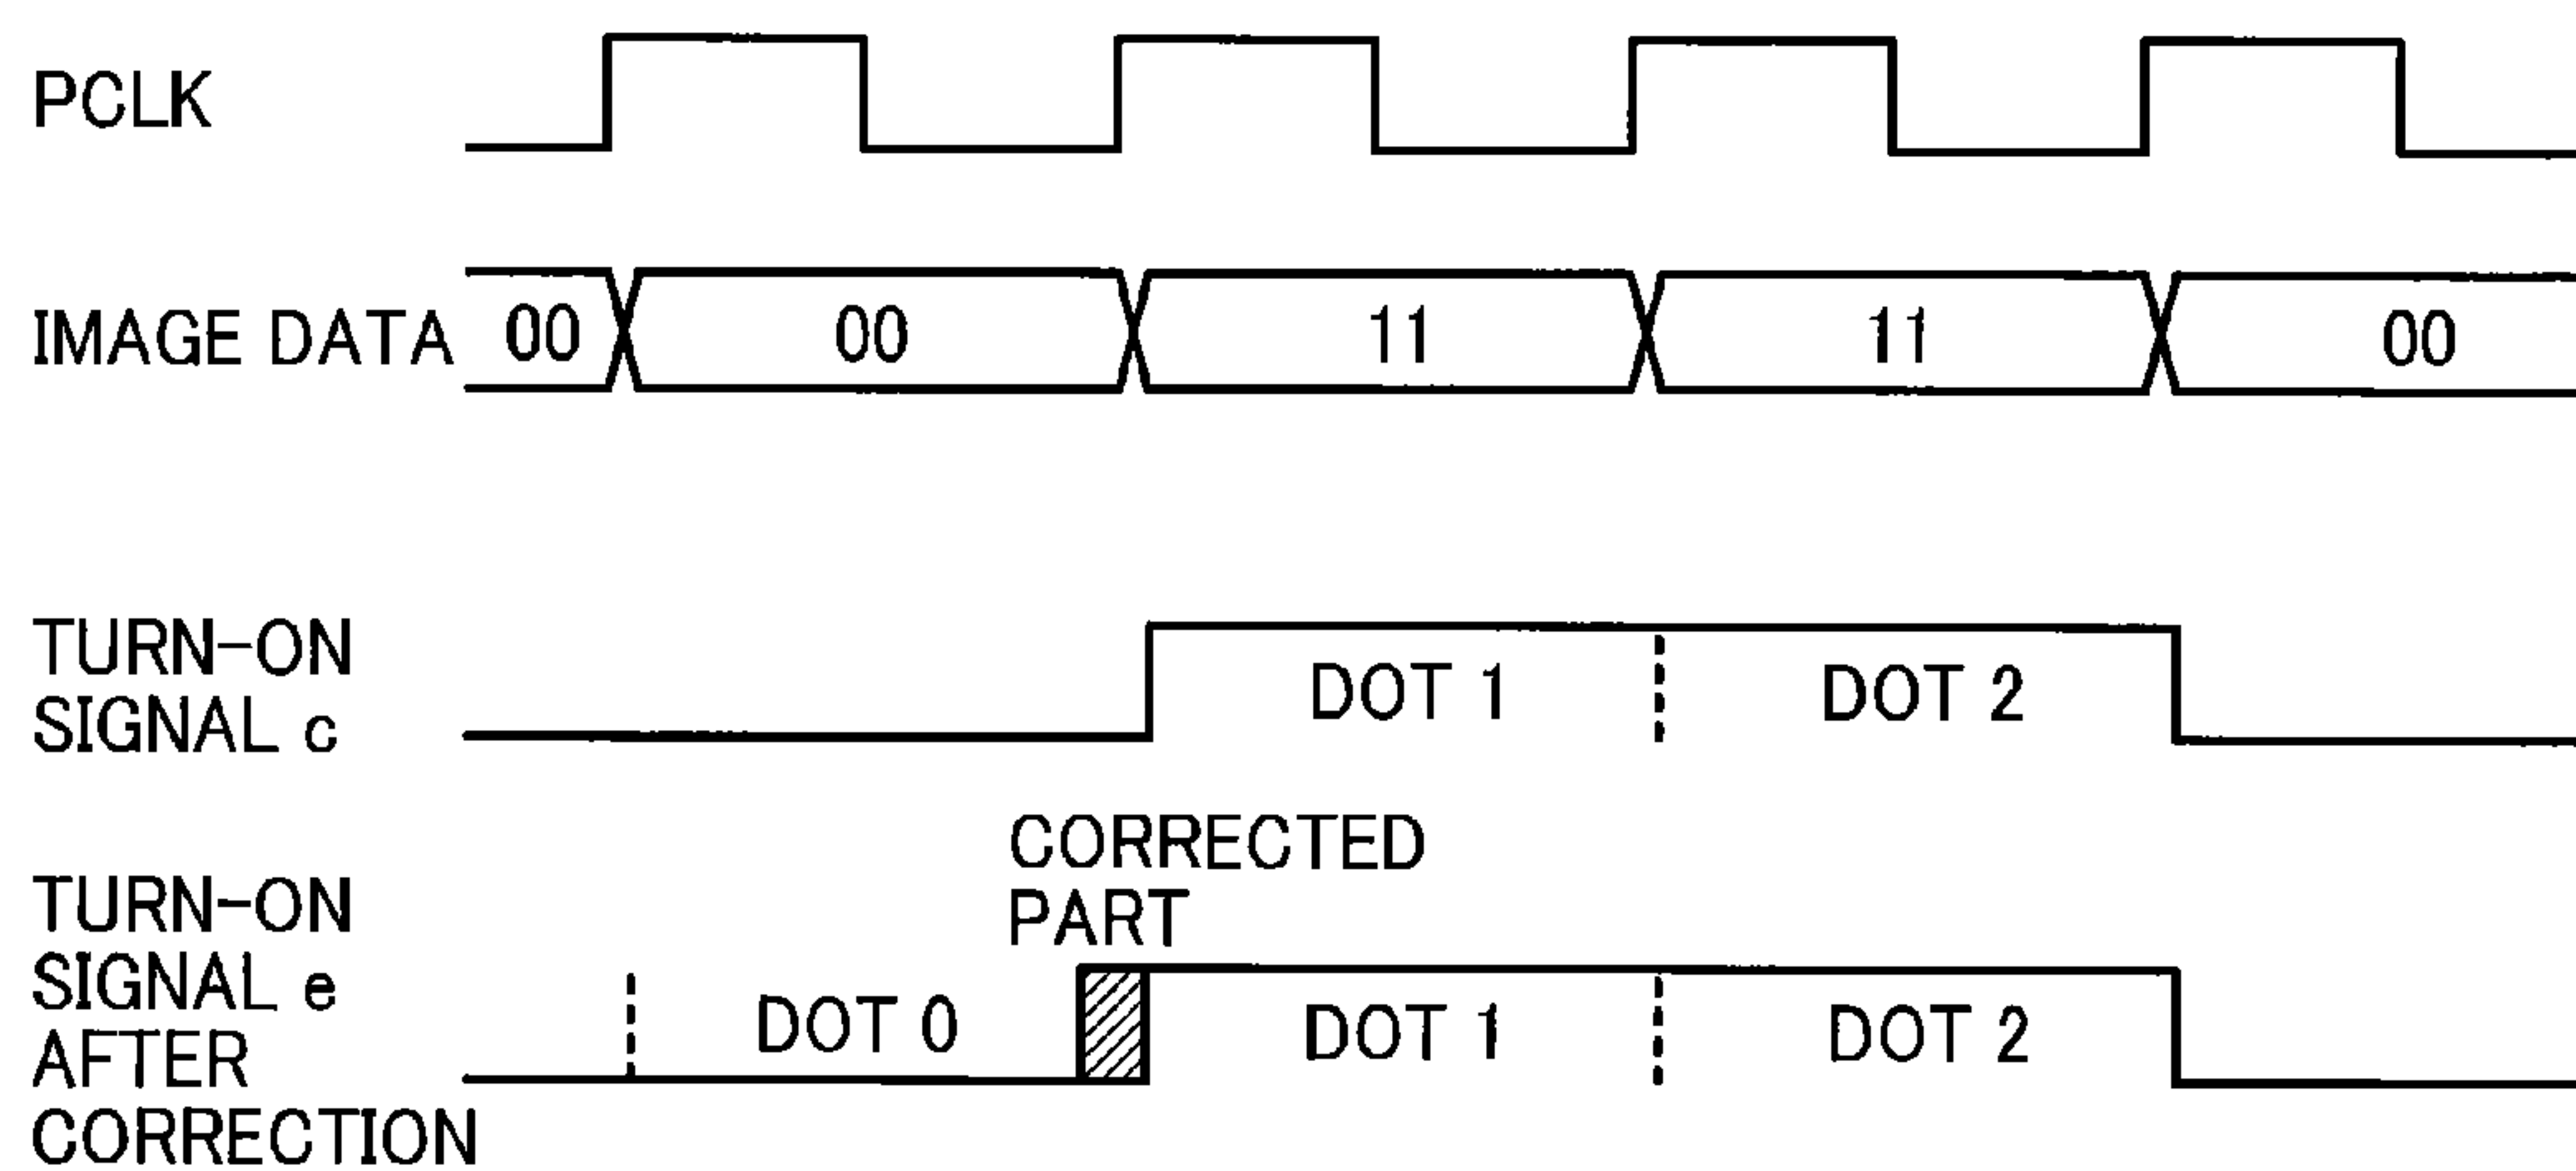 PCLK
IMAGE DATA 00 00 11 11 00
TURN-ON
SIGNAL c
DOT 1 DOT 2
CORRECTED
PART
TURN-ON
SIGNAL e
AFTER
CORRECTION
DOT 0 DOT 1 DOT 2